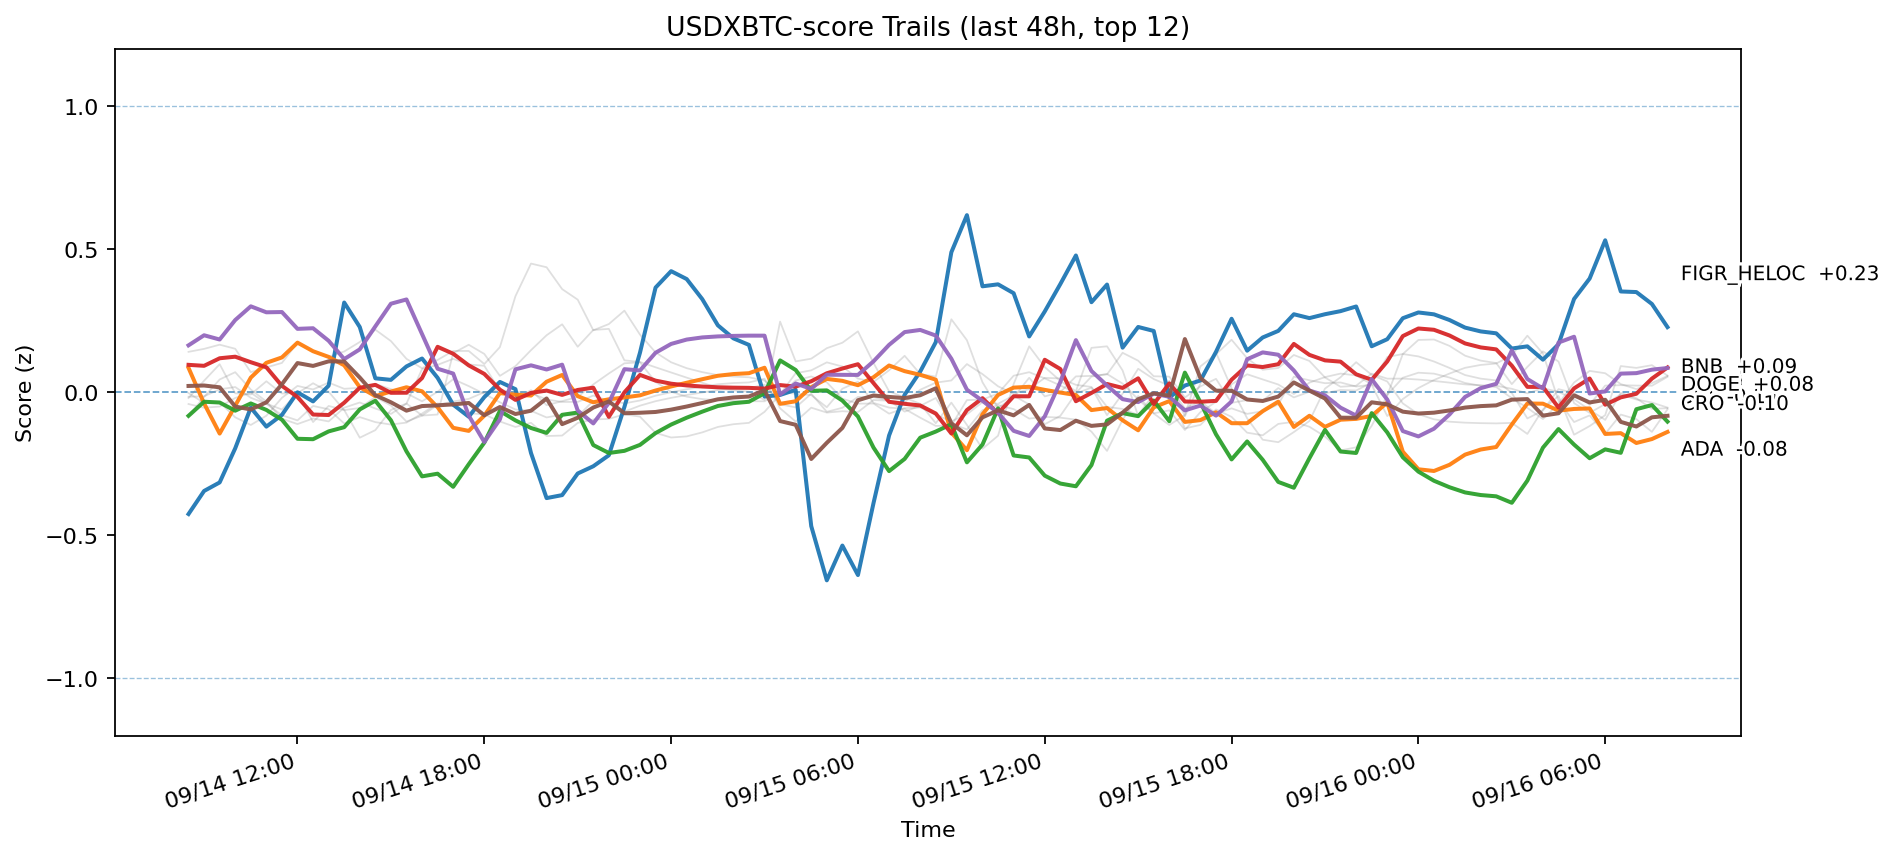 USDXBTC-score Trails (last 48h, top 12)
Score (z)
1.0
0.5
0.0
−0.5
−1.0
FIGR_HELOC +0.23
BNB +0.09
DOGE +0.08
CRO -0.10
ADA -0.08
09/14 12:00
09/14 18:00
09/15 00:00
09/15 06:00
09/15 12:00
09/15 18:00
09/16 00:00
09/16 06:00
Time